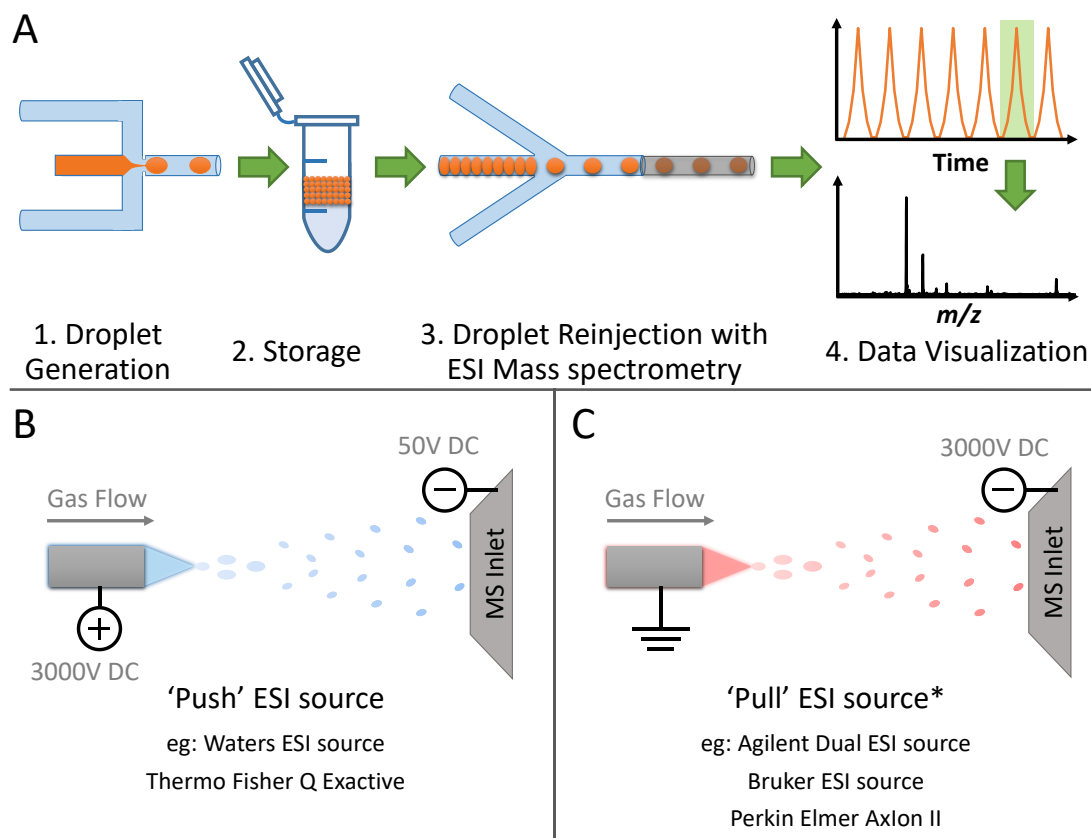 A
Time
m/z
1. Droplet
Generation
2. Storage
3. Droplet Reinjection with
ESI Mass spectrometry
4. Data Visualization
B
50V DC
Gas Flow
MS Inlet
3000V DC
‘Push’ ESI source
eg: Waters ESI source
Thermo Fisher Q Exactive
C
3000V DC
Gas Flow
MS Inlet
‘Pull’ ESI source*
eg: Agilent Dual ESI source
Bruker ESI source
Perkin Elmer AxIon II